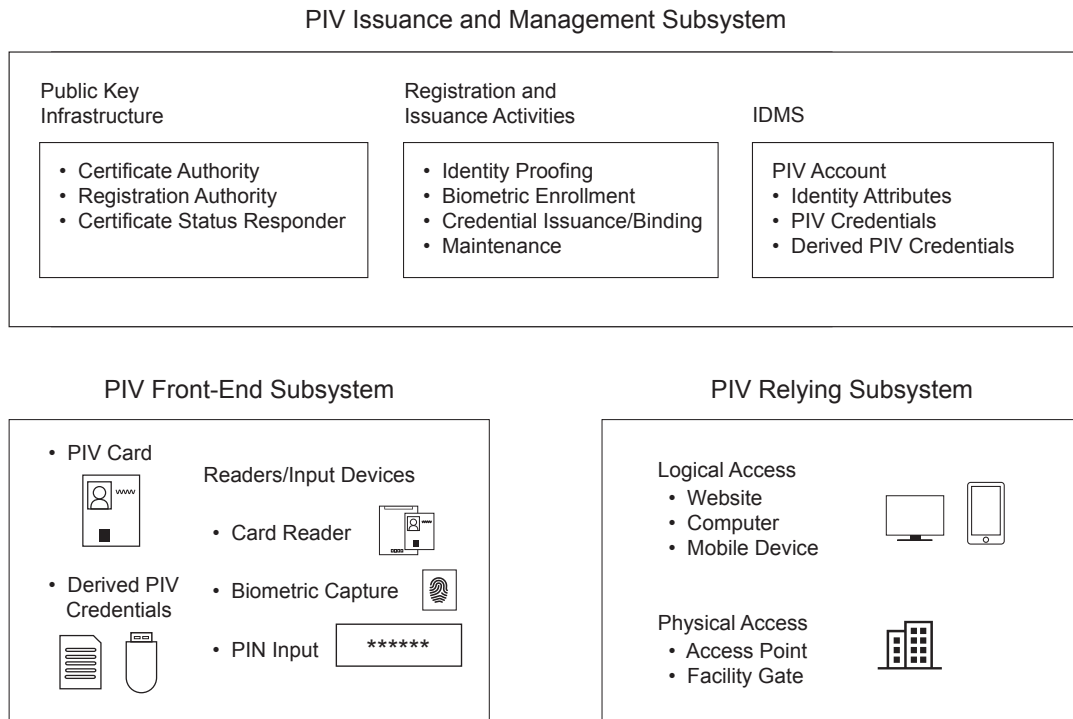 PIV Issuance and Management Subsystem
Public Key
Infrastructure
• Certificate Authority
• Registration Authority
• Certificate Status Responder
Registration and
Issuance Activities
• Identity Proofing
• Biometric Enrollment
• Credential Issuance/Binding
• Maintenance
IDMS
PIV Account
• Identity Attributes
• PIV Credentials
• Derived PIV Credentials
PIV Front-End Subsystem
• PIV Card
• Derived PIV
Credentials
Readers/Input Devices
• Card Reader
• Biometric Capture
• PIN Input
******
PIV Relying Subsystem
Logical Access
• Website
• Computer
• Mobile Device
Physical Access
• Access Point
• Facility Gate